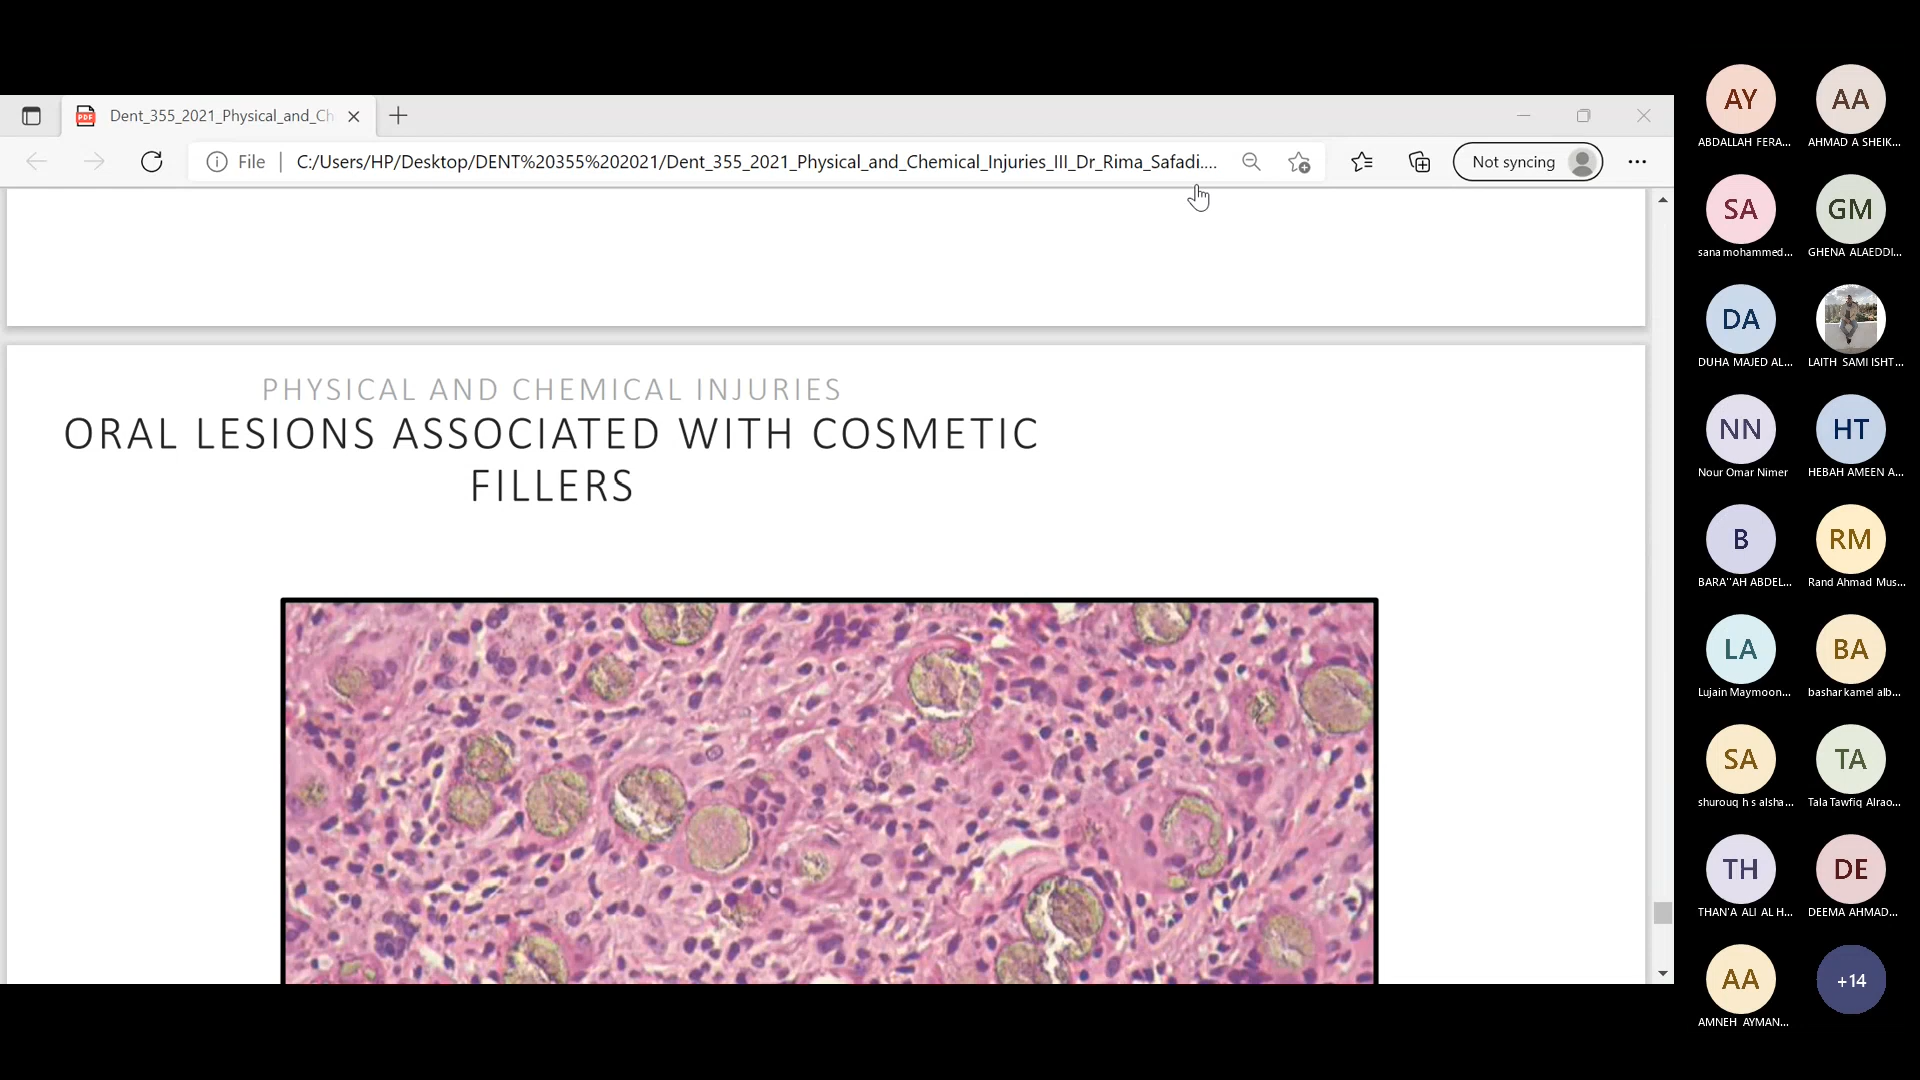 Dent_355_2021_Physical_and_Ch
File
C:/Users/HP/Desktop/DENT%20355%202021/Dent_355_2021_Physical_and_Chemical_Injuries_III_Dr_Rima_Safadi....
Not syncing
PHYSICAL AND CHEMICAL INJURIES
ORAL LESIONS ASSOCIATED WITH COSMETIC
FILLERS
AY
ABDALLAH FERA...
AA
AHMAD A SHEIK...
SA
sana mohammed...
GM
GHENA ALAEDDI...
DA
DUHA MAJED AL...
LAITH SAMI ISHT...
NN
Nour Omar Nimer
HT
HEBAH AMEEN A...
B
BARA''AH ABDEL...
RM
Rand Ahmad Mus...
LA
Lujain Maymoon...
BA
bashar kamel alb...
SA
shurouq h s alsha...
TA
Tala Tawfiq Alrao...
TH
THAN'A ALI AL H...
DE
DEEMA AHMAD...
AA
AMNEH AYMAN...
+14